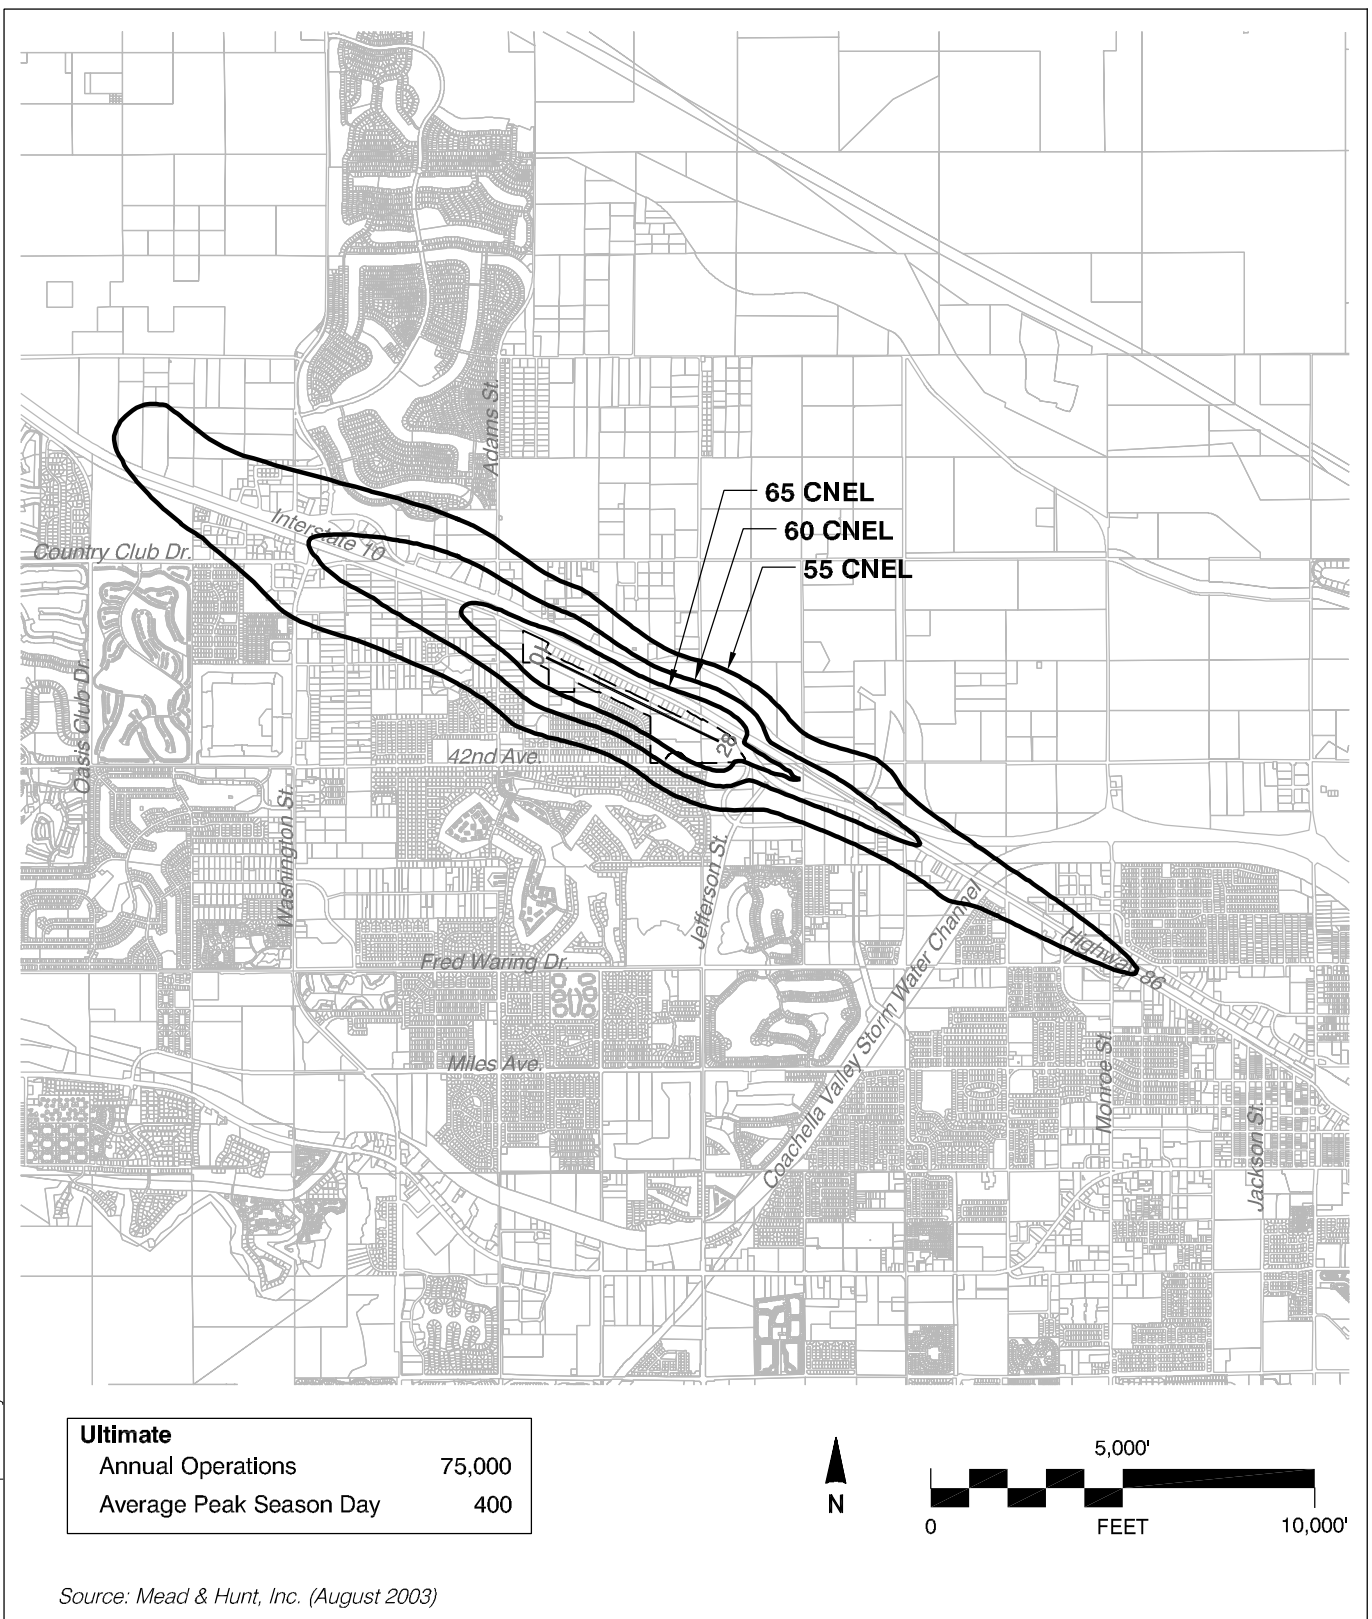 Adams St.
65 CNEL
Interstate 10
60 CNEL
Country Club Dr.
55 CNEL
10
Oasis Club Dr.
28
42nd Ave.
Washington St.
Jefferson St.
Coachella Valley Storm Water Channel
Highway 86
Fred Waring Dr.
Miles Ave.
Monroe St.
Jackson St.
Ultimate
Annual Operations 75,000
Average Peak Season Day 400
N
5,000'
0 FEET 10,000'
Source: Mead & Hunt, Inc. (August 2003)